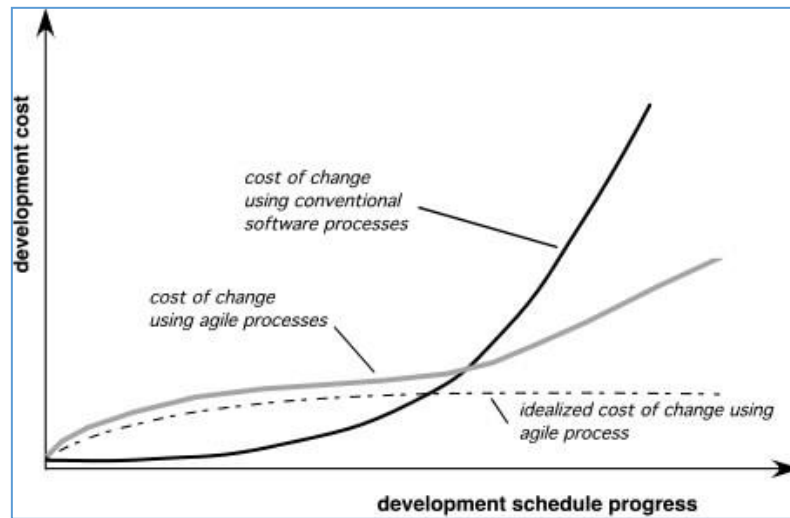 development cost
cost of change
using conventional
software processes
cost of change
using agile processes
idealized cost of change using
agile process
development schedule progress